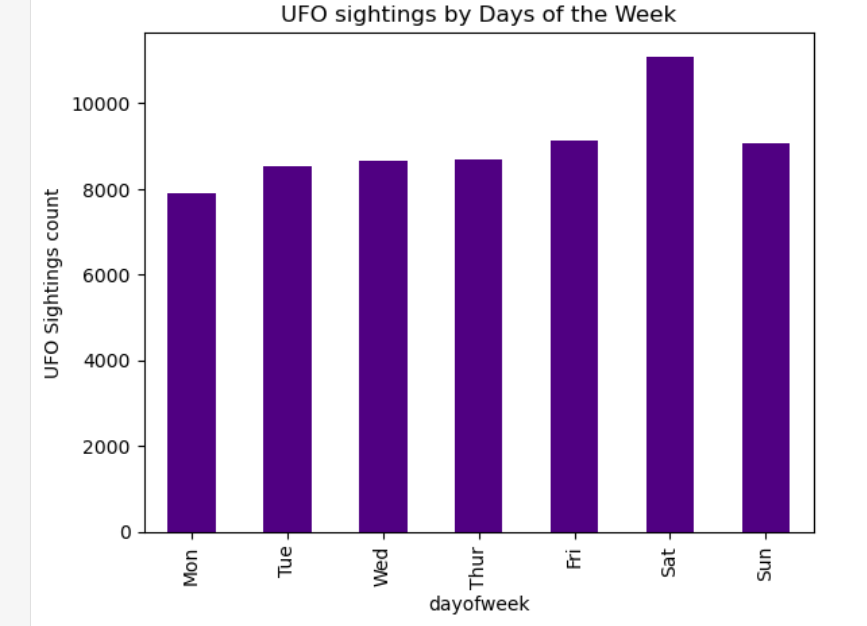 UFO sightings by Days of the Week
UFO Sightings count
10000
8000
6000
4000
2000
0
Mon Tue Wed Thur Fri Sat Sun
dayofweek